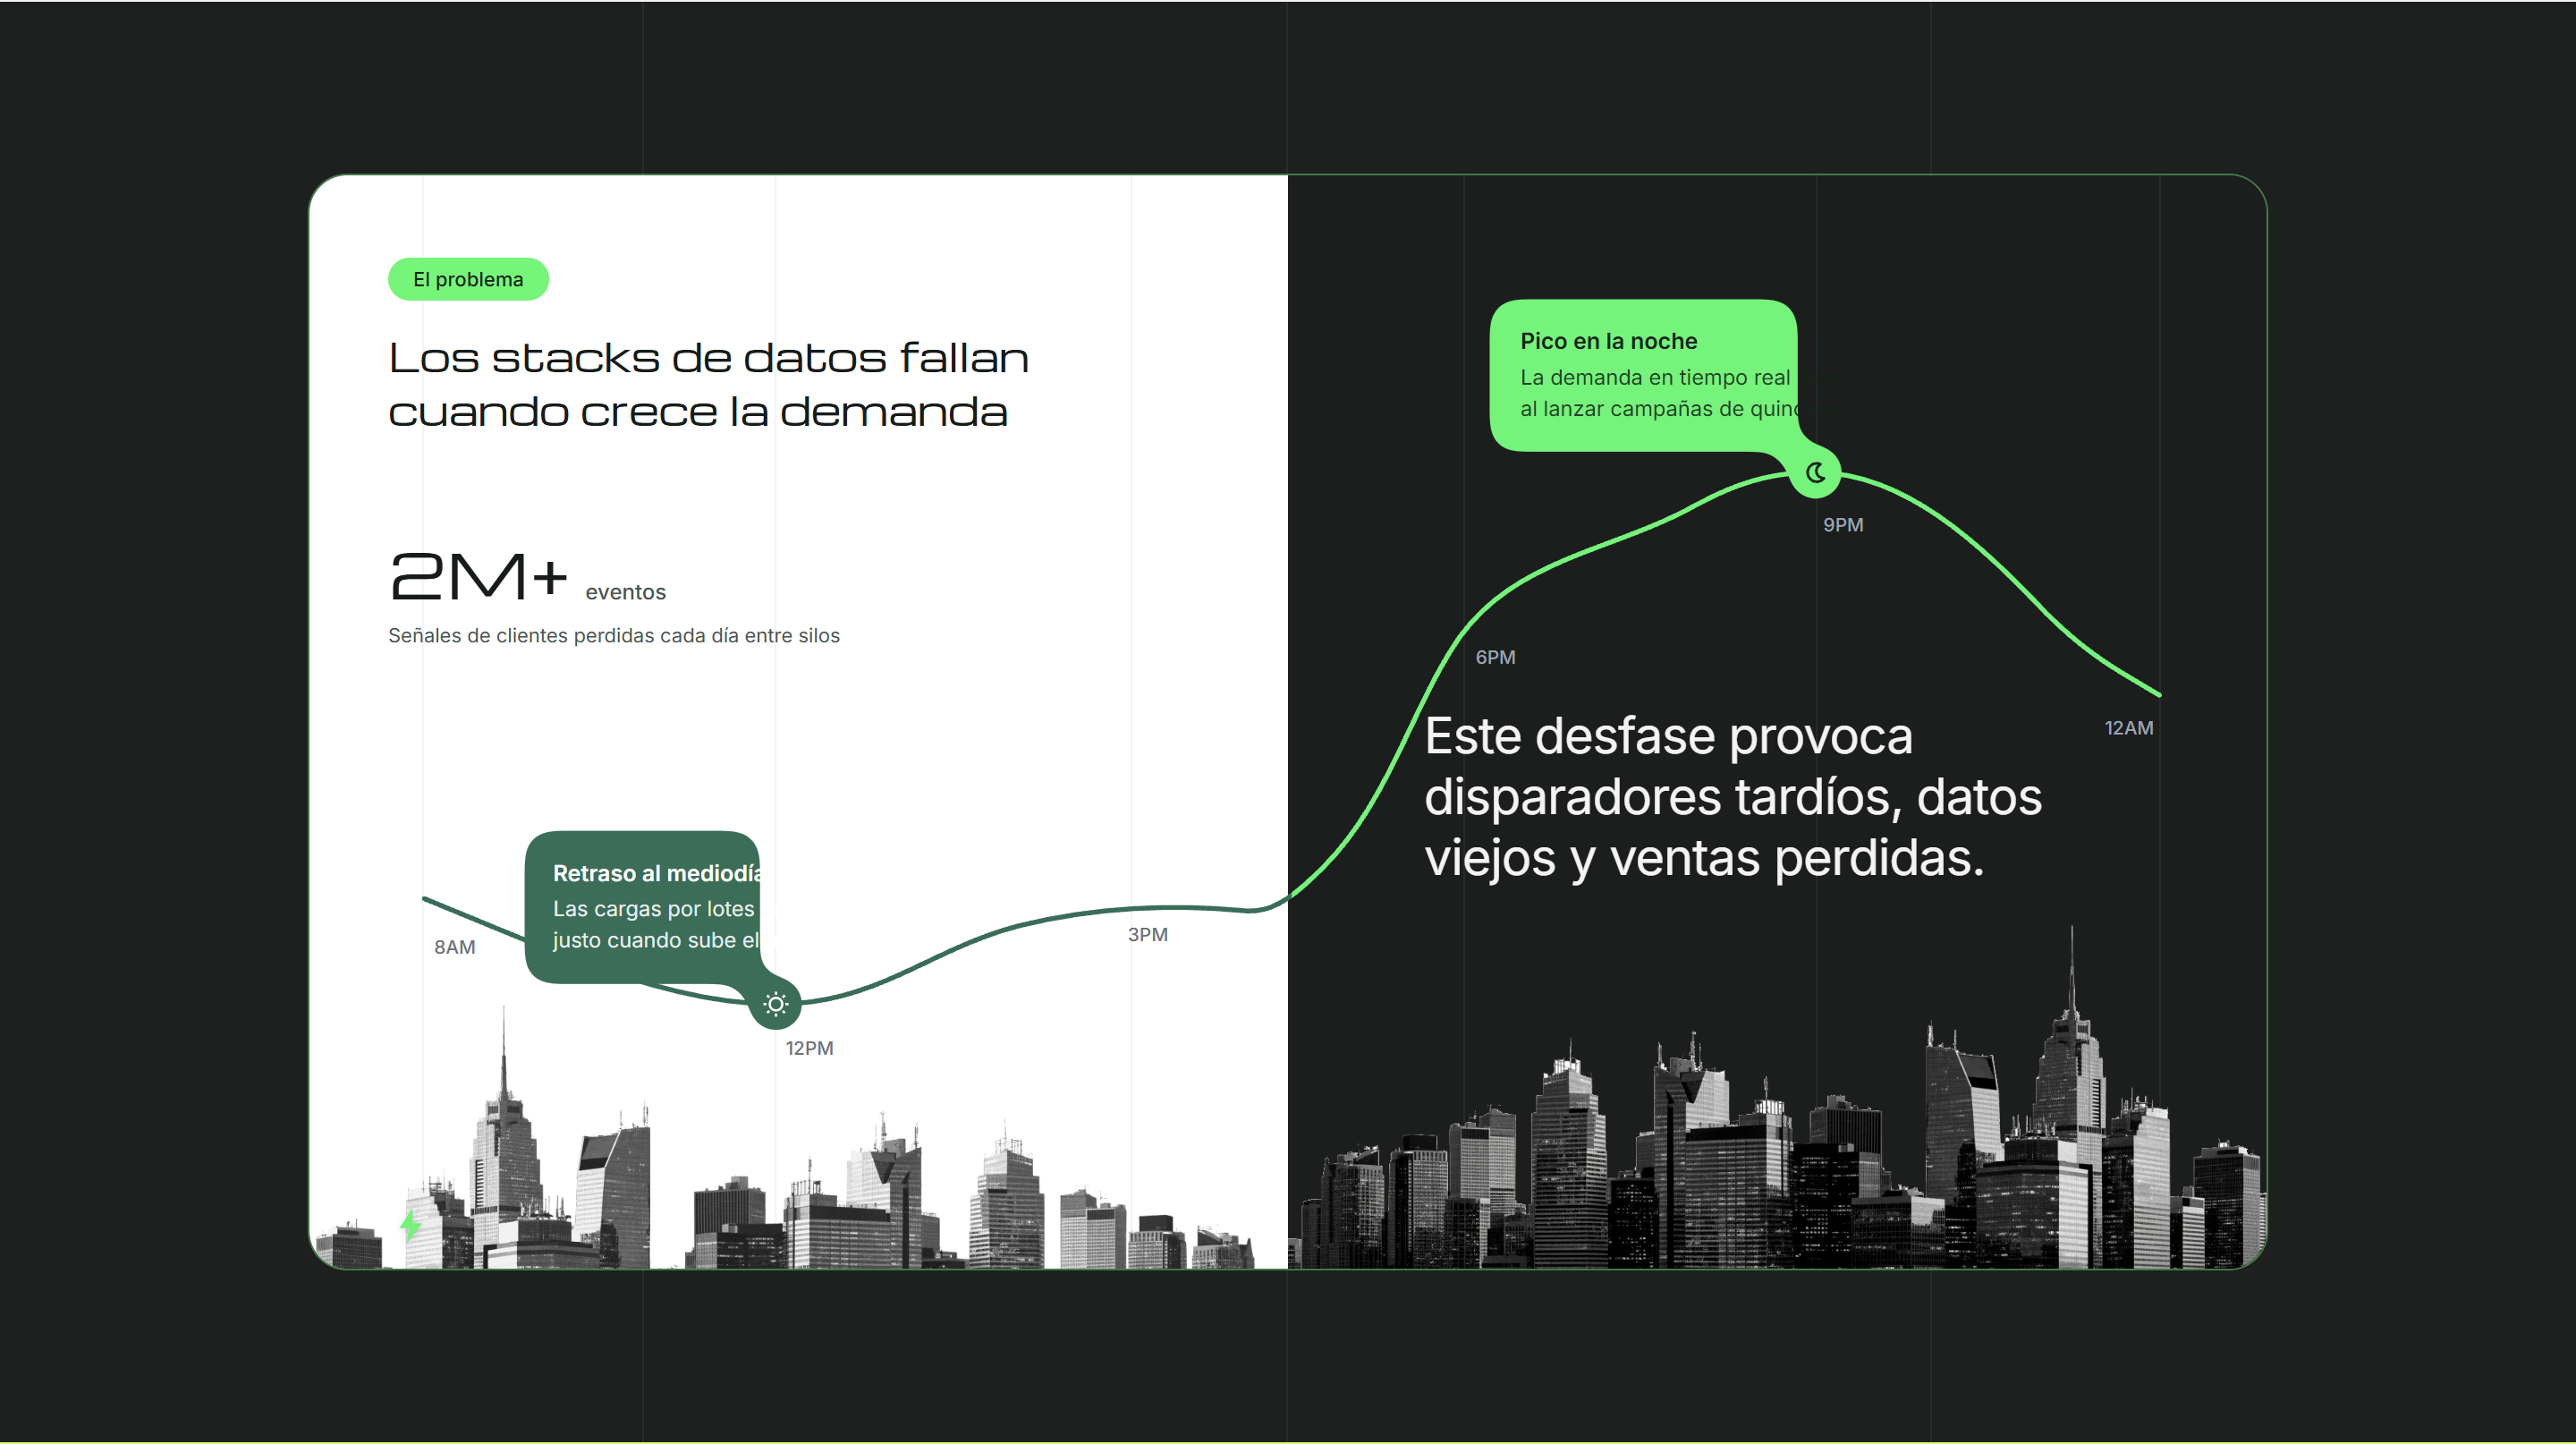 El problema
Los stacks de datos fallan
cuando crece la demanda
2M+ eventos
Señales de clientes perdidas cada día entre silos
Retraso al mediodía
Las cargas por lotes
justo cuando sube el
8AM
12PM
3PM
Pico en la noche
La demanda en tiempo real
al lanzar campañas de
9PM
6PM
12AM
Este desfase provoca
disparadores tardíos, datos
viejos y ventas perdidas.